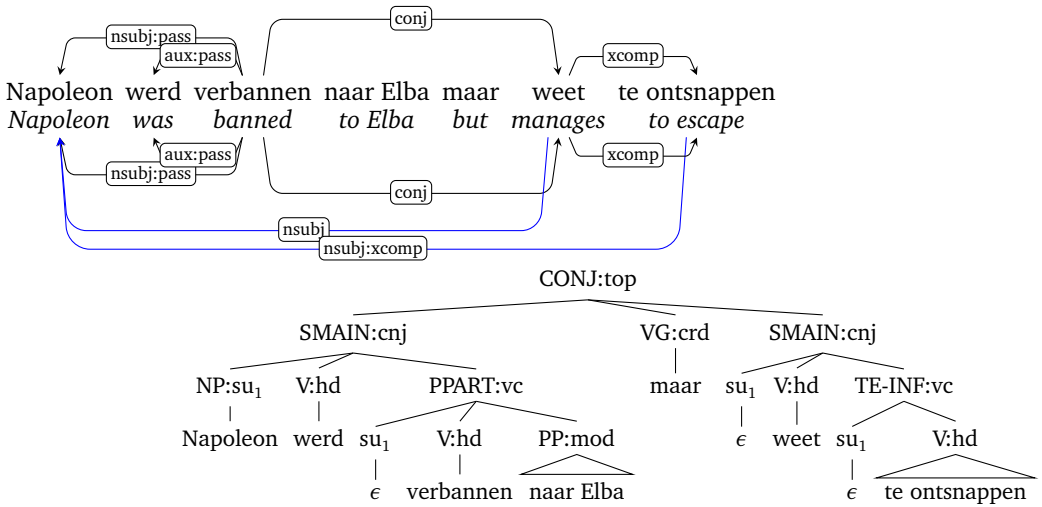 conj
nsubj:pass
aux:pass
xcomp
Napoleon werd verbannen naar Elba maar weet te ontsnappen
Napoleon was banned to Elba but manages to escape
aux:pass
xcomp
nsubj:pass
conj
nsubj
nsubj:xcomp
CONJ:top
SMAIN:cnj VG:crd SMAIN:cnj
NP:su₁ V:hd PPART:vc maar su₁ V:hd TE-INF:vc
Napoleon werd su₁ V:hd PP:mod ϵ weet su₁ V:hd
ϵ verbannen naar Elba ϵ te ontsnappen